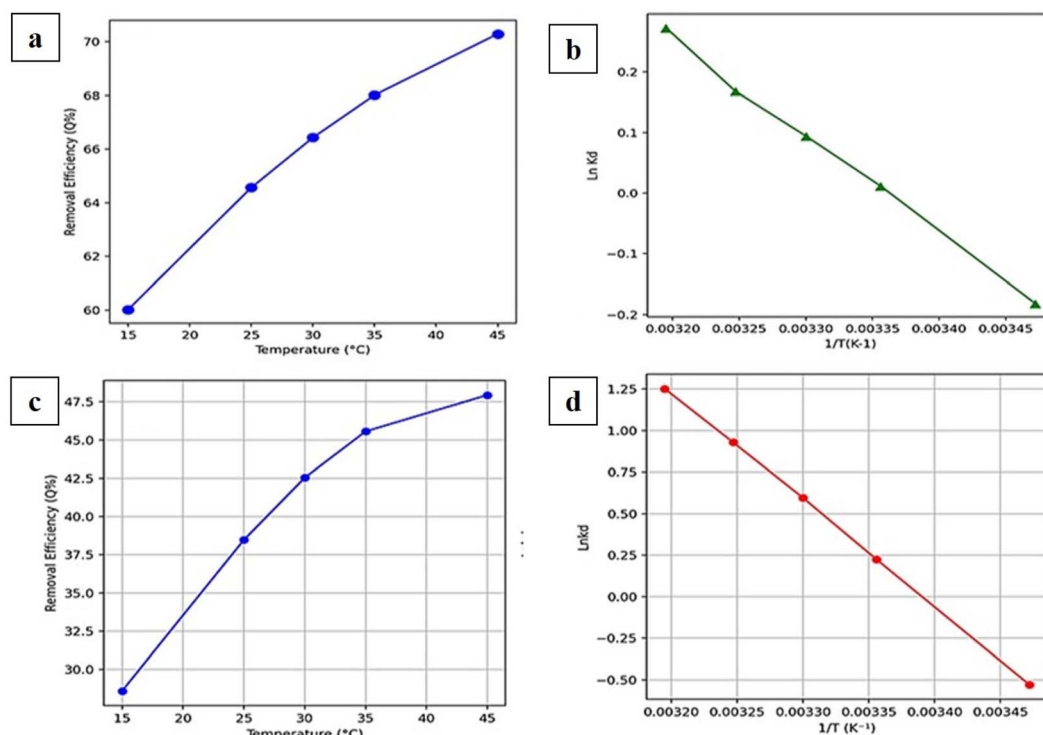 a
70
68
66
64
62
60
Removal Efficiency (Q%)
15 20 25 30 35 40 45
Temperature (°C)
b
0.2
0.1
0.0
−0.1
−0.2
Ln Kd
0.00320 0.00325 0.00330 0.00335 0.00340 0.00345
1/T(K-1)
c
47.5
45.0
42.5
40.0
37.5
35.0
32.5
30.0
Removal Efficiency (Q%)
15 20 25 30 35 40 45
Temperature (°C)
d
1.25
1.00
0.75
0.50
0.25
0.00
−0.25
−0.50
Lnkd
0.00320 0.00325 0.00330 0.00335 0.00340 0.00345
1/T (K⁻¹)